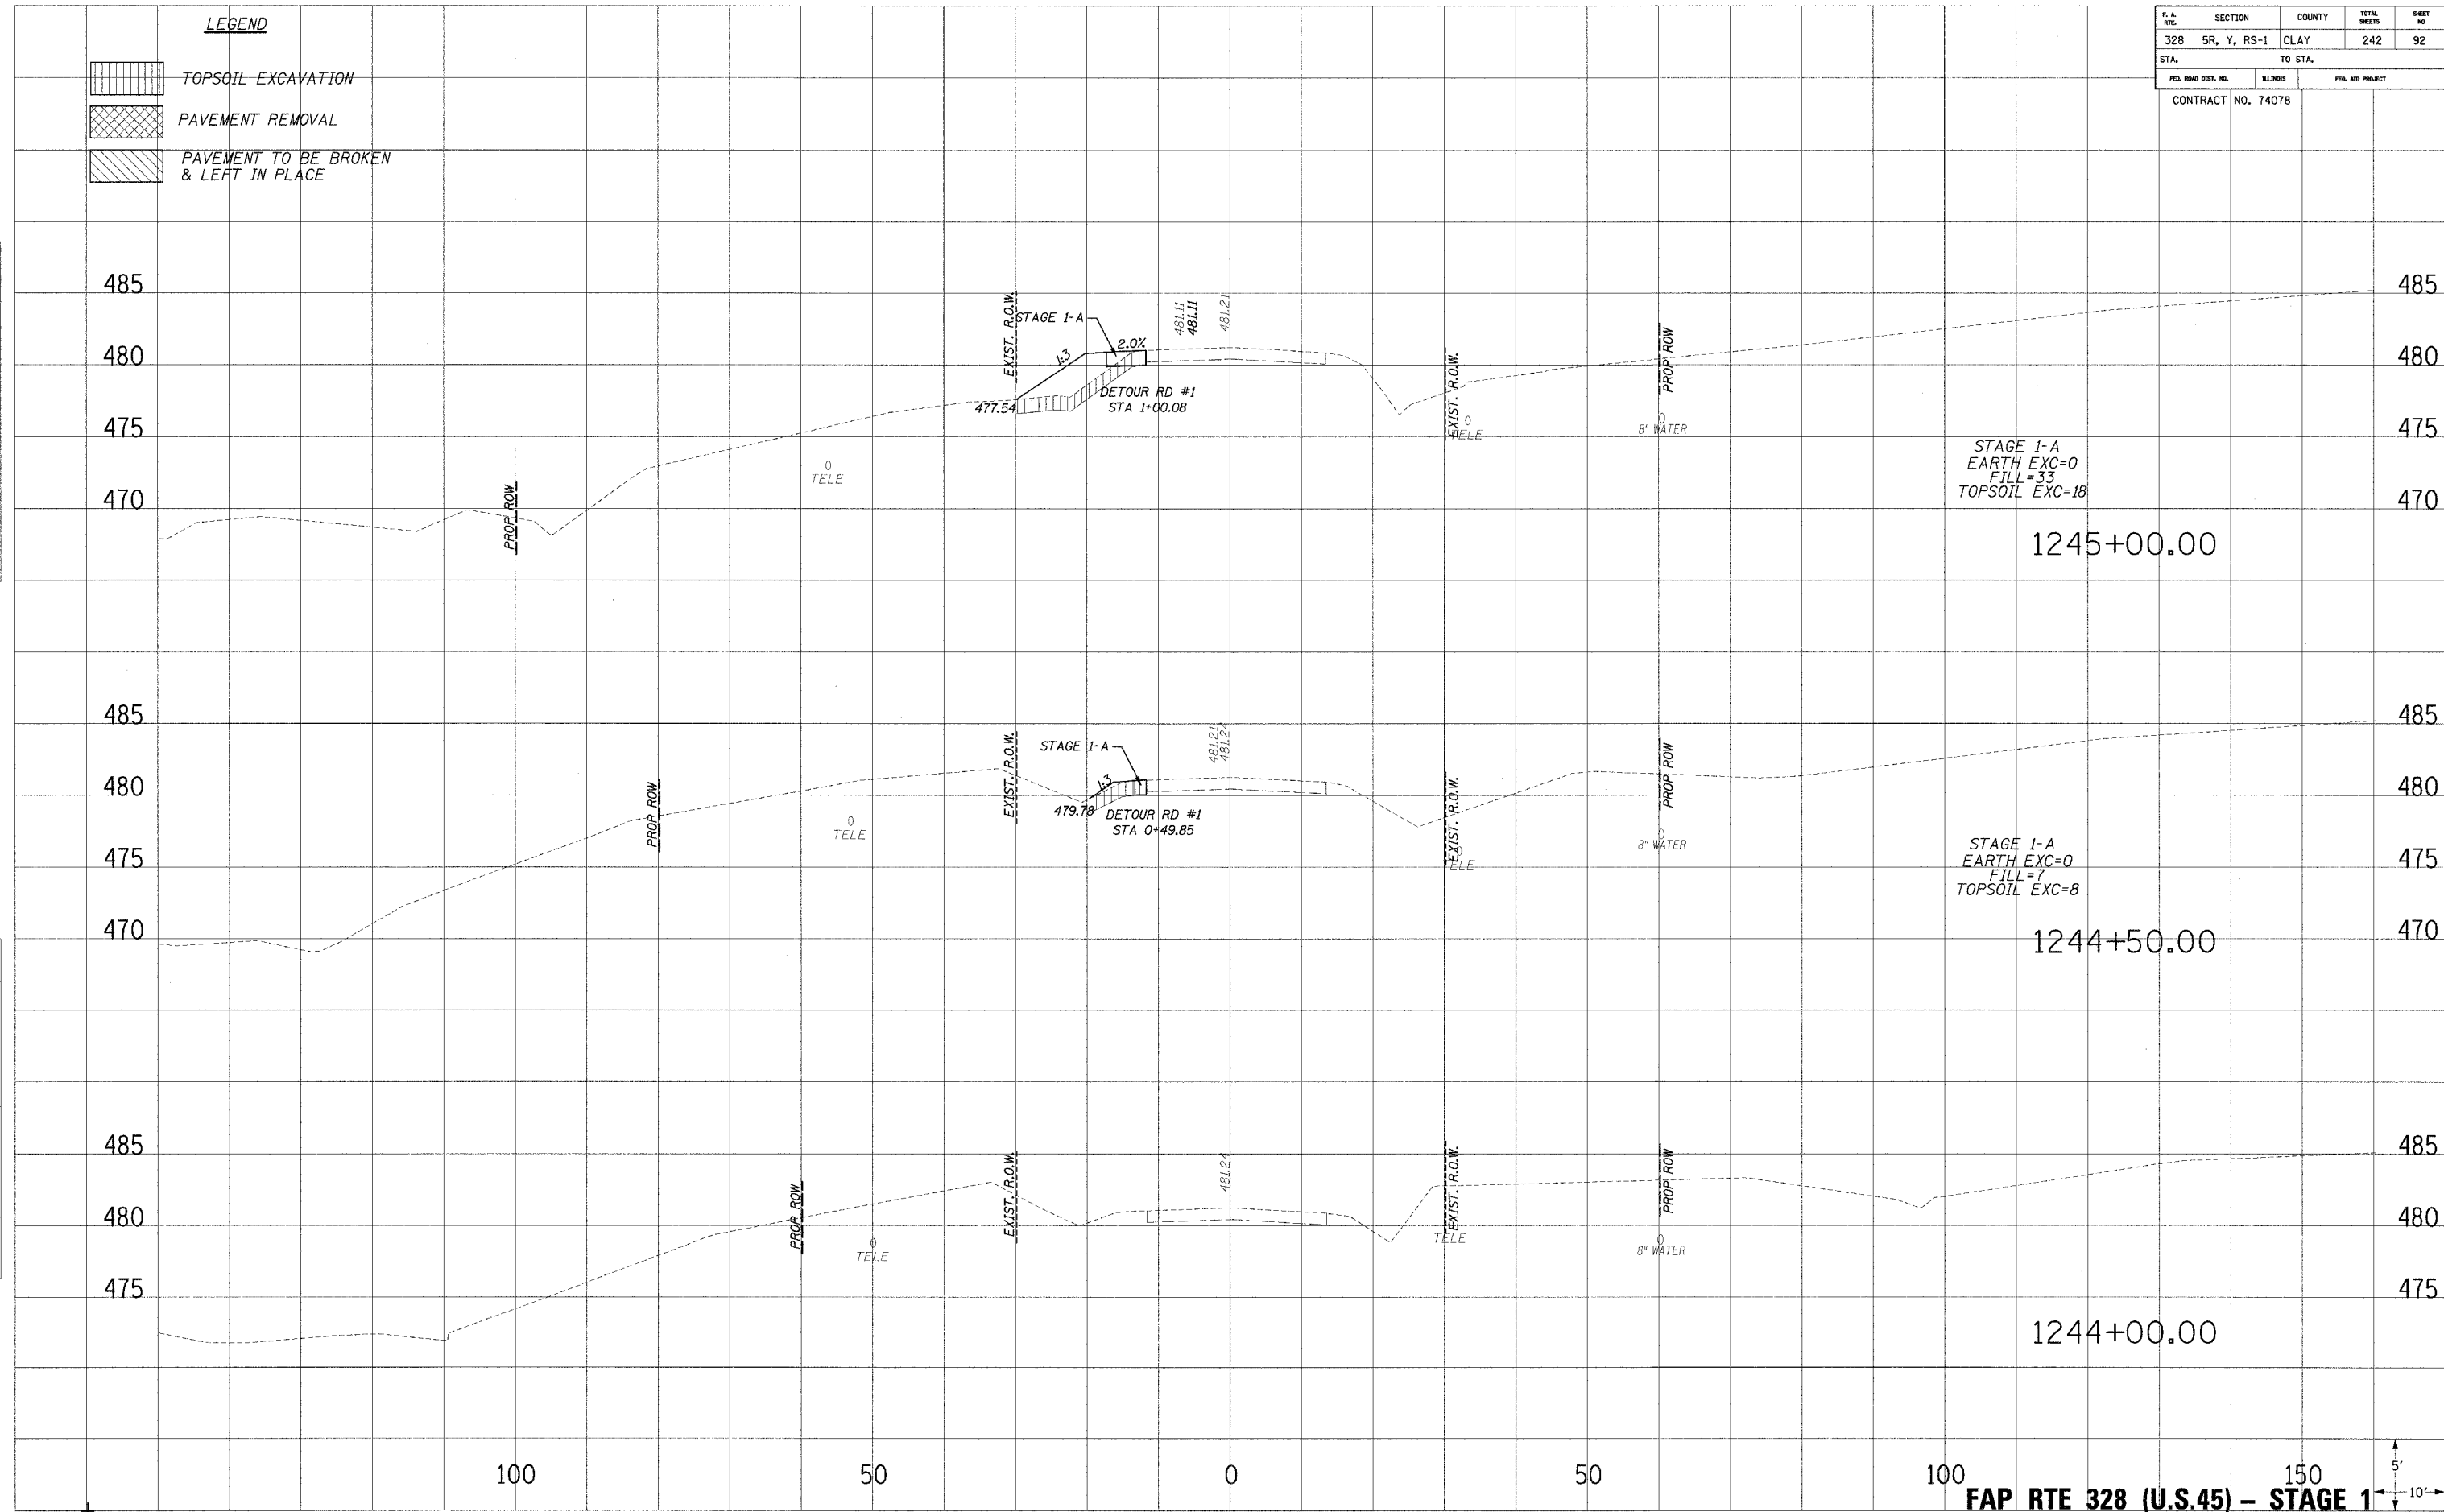 LEGEND
TOPSOIL EXCAVATION
PAVEMENT REMOVAL
PAVEMENT TO BE BROKEN
& LEFT IN PLACE
F. A. RTE. SECTION COUNTY TOTAL SHEETS SHEET NO
328 5R, Y, RS-1 CLAY 242 92
STA. TO STA.
FED. ROAD DIST. NO. ILLINOIS FED. AID PROJECT
CONTRACT NO. 74078
485 485
EXIST. R.O.W.
STAGE 1-A
481.11
481.11
481.21
2.0%
1:3
480 480
PROP ROW
EXIST. R.O.W.
DETOUR RD #1
STA 1+00.08
477.54
475 475
TELE
8" WATER
TELE
STAGE 1-A
EARTH EXC=0
FILL=33
TOPSOIL EXC=18
470 470
PROP ROW
1245+00.00
485 485
EXIST. R.O.W.
STAGE 1-A
481.21
1:3
480 480
PROP ROW
PROP ROW
EXIST. R.O.W.
479.78
DETOUR RD #1
STA 0+49.85
TELE
8" WATER
475 475
STAGE 1-A
EARTH EXC=0
FILL=7
TOPSOIL EXC=8
470 470
1244+50.00
485 485
EXIST. R.O.W.
481.24
EXIST. R.O.W.
PROP ROW
PROP ROW
480 480
TELE
TELE
8" WATER
475 475
1244+00.00
100 50 0 50 100 150
5'
10'
FAP RTE 328 (U.S.45) – STAGE 1